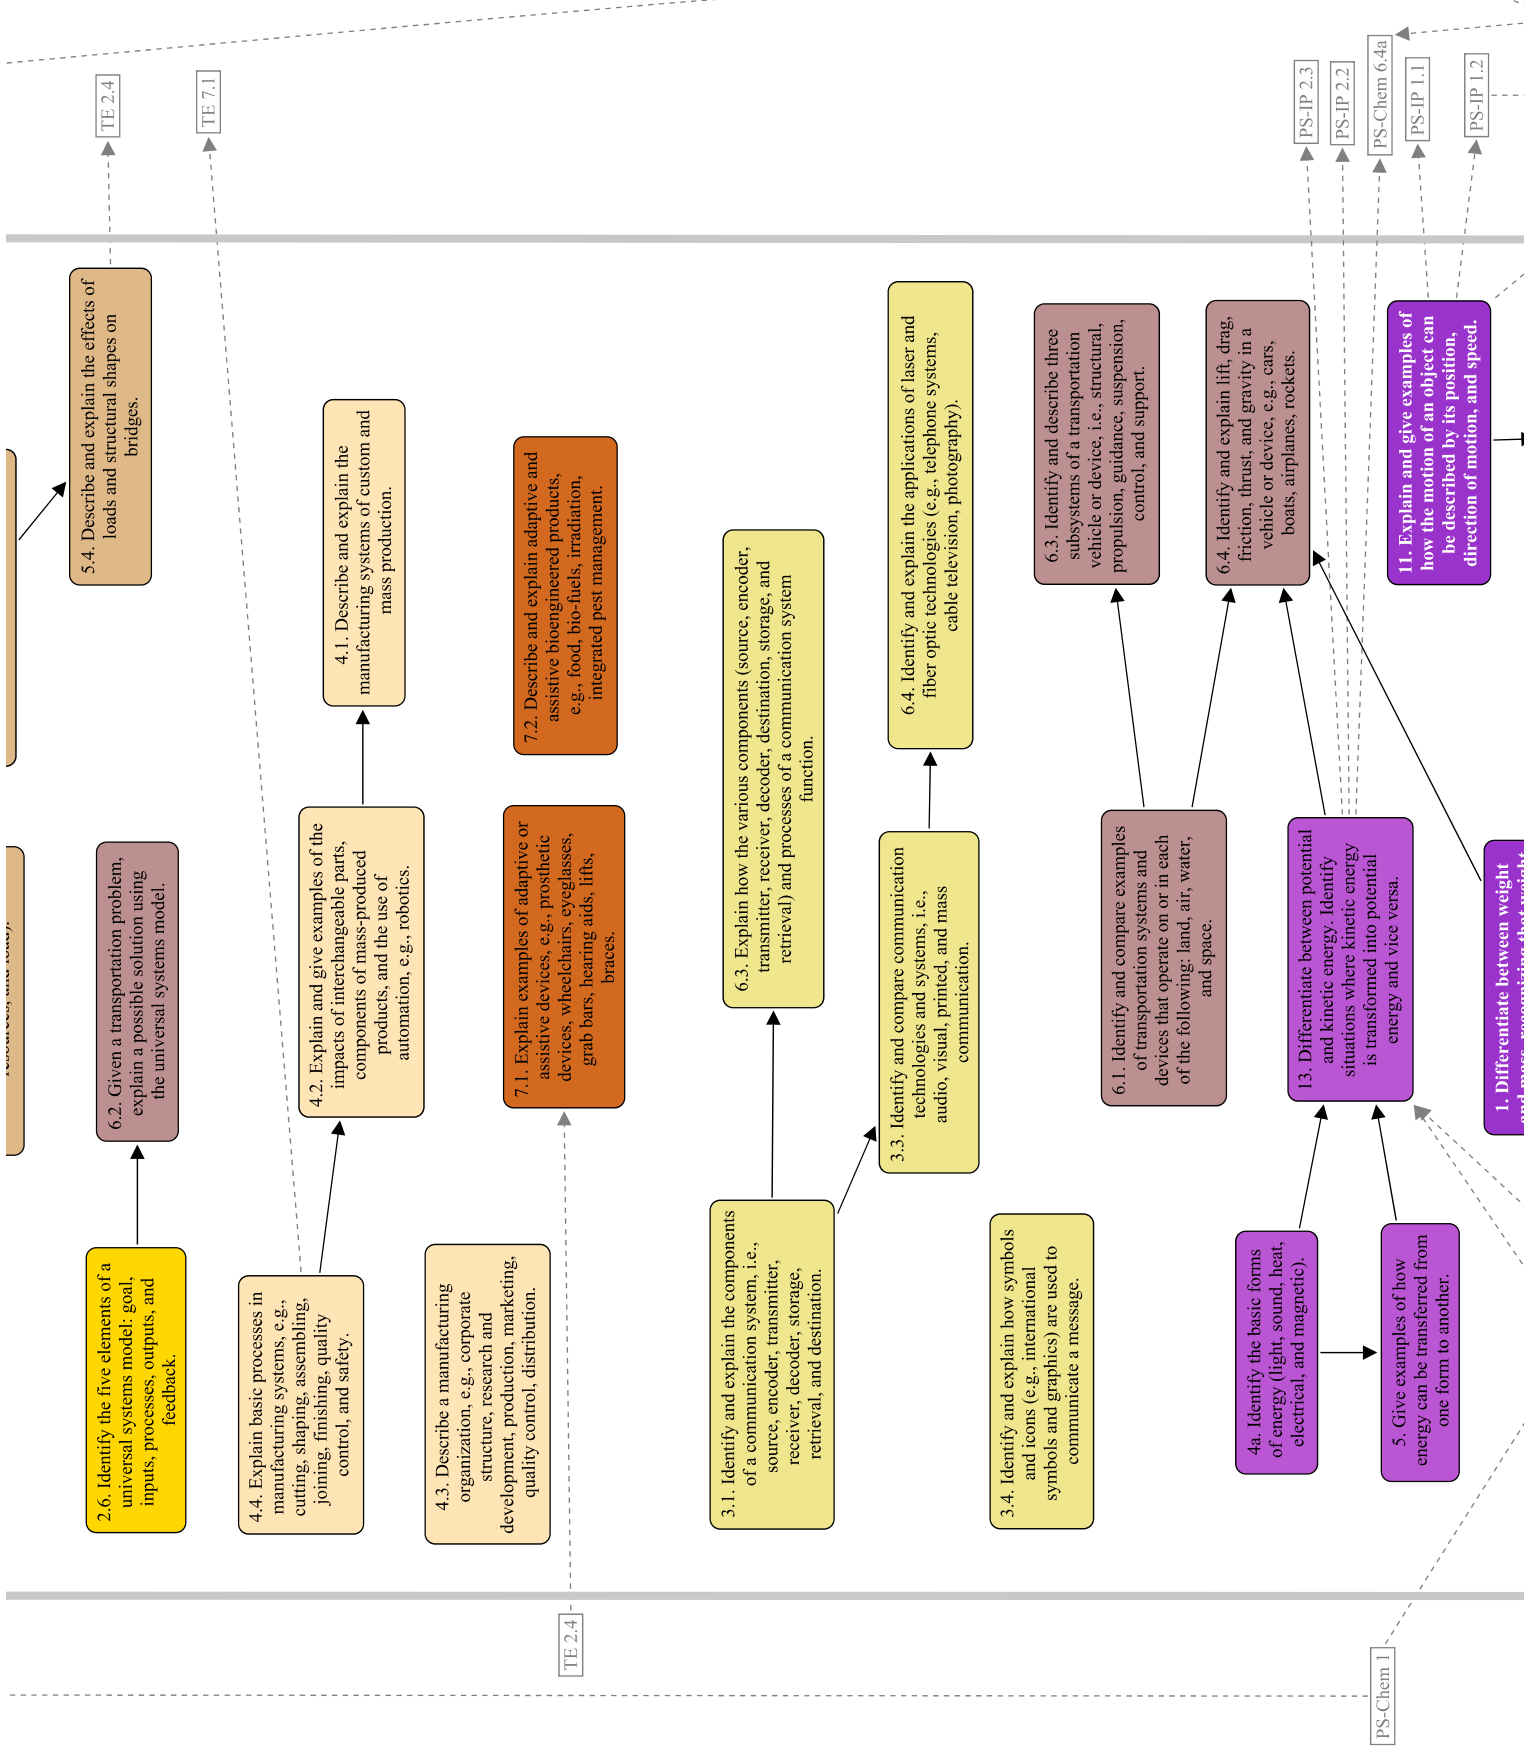 TE 2.4
TE 7.1
PS-IP 2.3
PS-IP 2.2
PS-Chem 6.4a
PS-IP 1.1
PS-IP 1.2
5.4. Describe and explain the effects of
loads and structural shapes on
bridges.
4.1. Describe and explain the
manufacturing systems of custom and
mass production.
7.2. Describe and explain adaptive and
assistive bioengineered products,
e.g., food, bio-fuels, irradiation,
integrated pest management.
6.3. Explain how the various components (source, encoder,
transmitter, receiver, decoder, destination, storage, and
retrieval) and processes of a communication system
function.
6.4. Identify and explain the applications of laser and
fiber optic technologies (e.g., telephone systems,
cable television, photography).
6.3. Identify and describe three
subsystems of a transportation
vehicle or device, i.e., structural,
propulsion, guidance, suspension,
control, and support.
6.4. Identify and explain lift, drag,
friction, thrust, and gravity in a
vehicle or device, e.g., cars,
boats, airplanes, rockets.
11. Explain and give examples of
how the motion of an object can
be described by its position,
direction of motion, and speed.
6.2. Given a transportation problem,
explain a possible solution using
the universal systems model.
4.2. Explain and give examples of the
impacts of interchangeable parts,
components of mass-produced
products, and the use of
automation, e.g., robotics.
7.1. Explain examples of adaptive or
assistive devices, e.g., prosthetic
devices, wheelchairs, eyeglasses,
grab bars, hearing aids, lifts,
braces.
3.3. Identify and compare communication
technologies and systems, i.e.,
audio, visual, printed, and mass
communication.
6.1. Identify and compare examples
of transportation systems and
devices that operate on or in each
of the following: land, air, water,
and space.
13. Differentiate between potential
and kinetic energy. Identify
situations where kinetic energy
is transformed into potential
energy and vice versa.
1. Differentiate between weight
and mass, recognizing that weight
2.6. Identify the five elements of a
universal systems model: goal,
inputs, processes, outputs, and
feedback.
4.4. Explain basic processes in
manufacturing systems, e.g.,
cutting, shaping, assembling,
joining, finishing, quality
control, and safety.
4.3. Describe a manufacturing
organization, e.g., corporate
structure, research and
development, production, marketing,
quality control, distribution.
3.1. Identify and explain the components
of a communication system, i.e.,
source, encoder, transmitter,
receiver, decoder, storage,
retrieval, and destination.
3.4. Identify and explain how symbols
and icons (e.g., international
symbols and graphics) are used to
communicate a message.
4a. Identify the basic forms
of energy (light, sound, heat,
electrical, and magnetic).
5. Give examples of how
energy can be transferred from
one form to another.
TE 2.4
PS-Chem 1